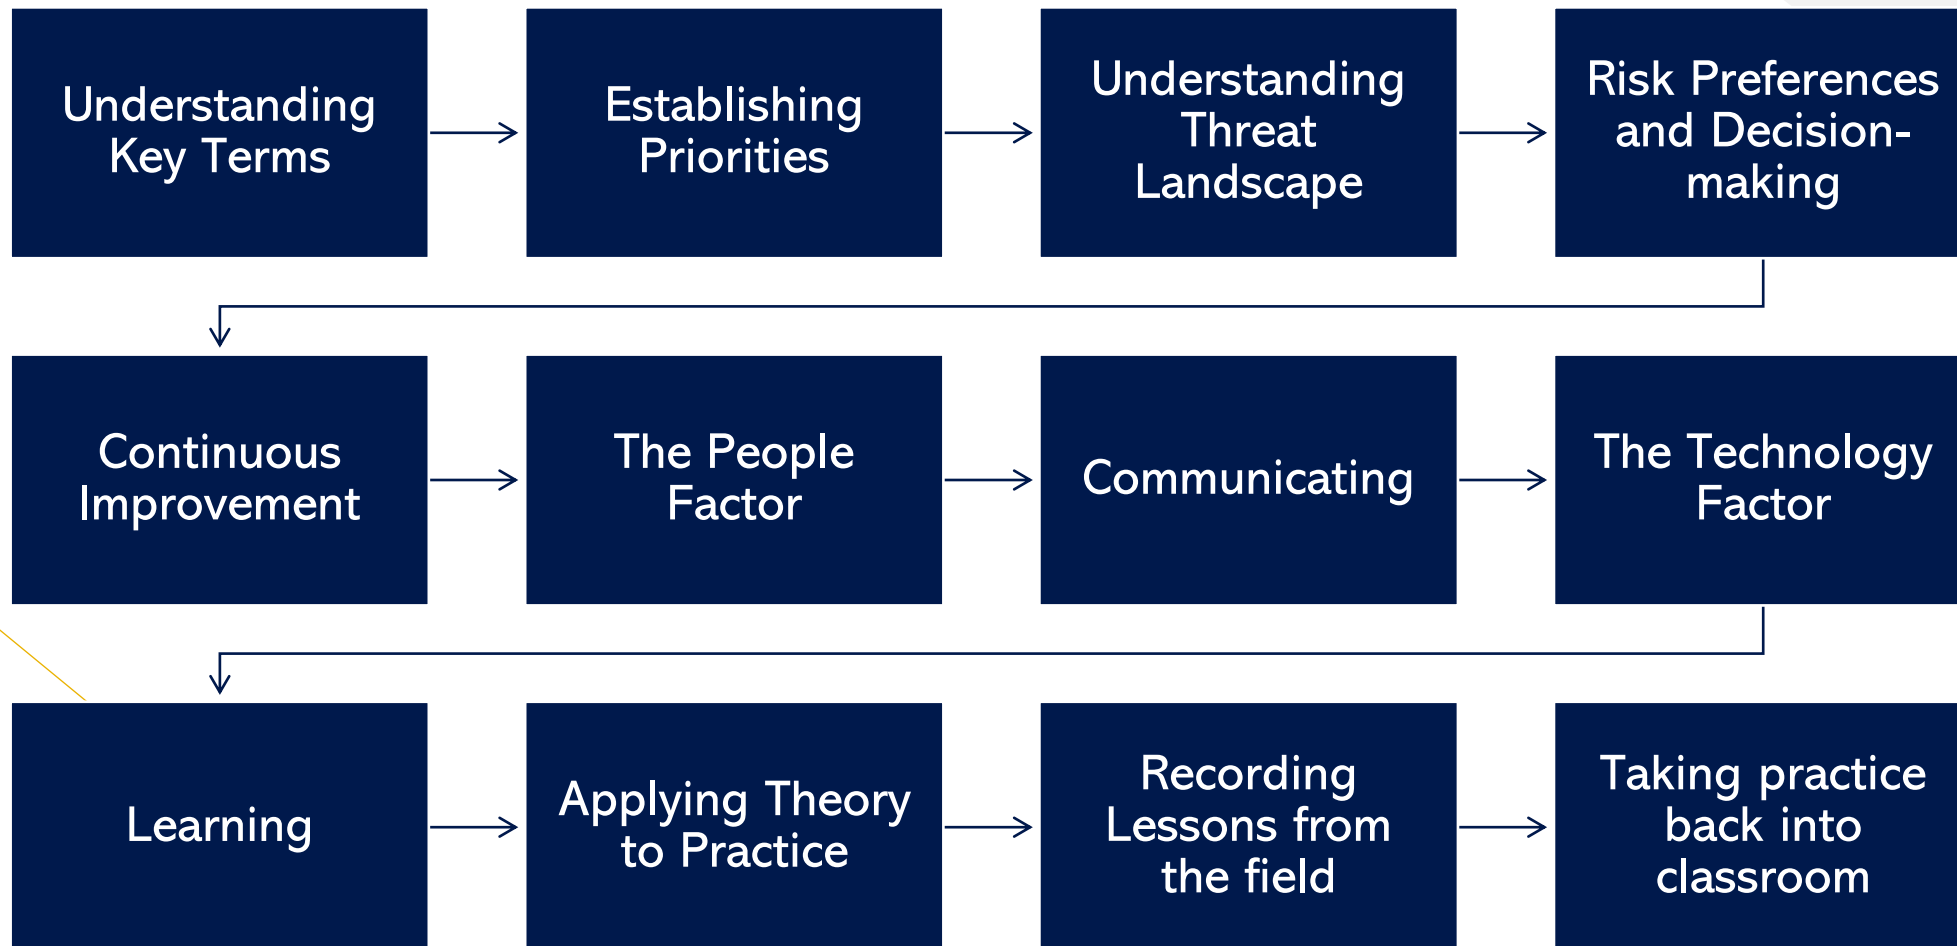 Understanding
Key Terms
Establishing
Priorities
Understanding
Threat
Landscape
Risk Preferences
and Decision-
making
Continuous
Improvement
The People
Factor
Communicating
The Technology
Factor
Learning
Applying Theory
to Practice
Recording
Lessons from
the field
Taking practice
back into
classroom